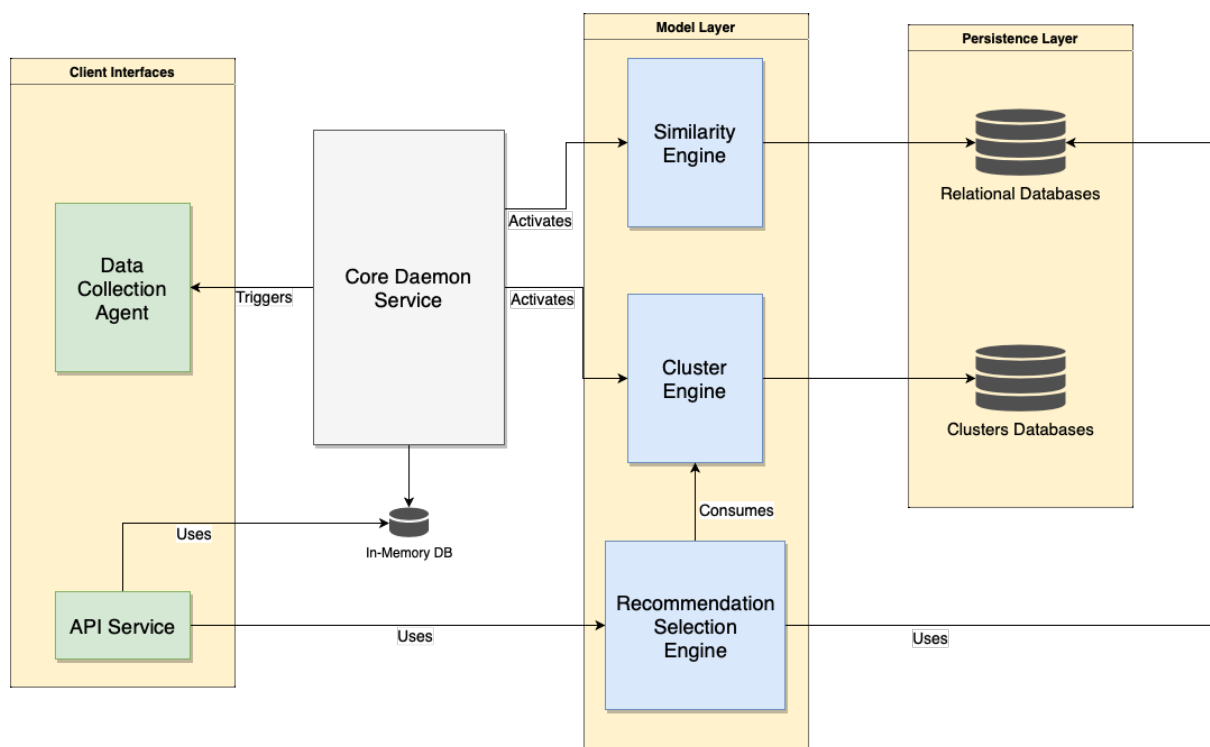 Client Interfaces
Data
Collection
Agent
API Service
Triggers
Uses
Uses
Core Daemon
Service
In-Memory DB
Activates
Activates
Model Layer
Similarity
Engine
Cluster
Engine
Consumes
Recommendation
Selection
Engine
Uses
Persistence Layer
Relational Databases
Clusters Databases